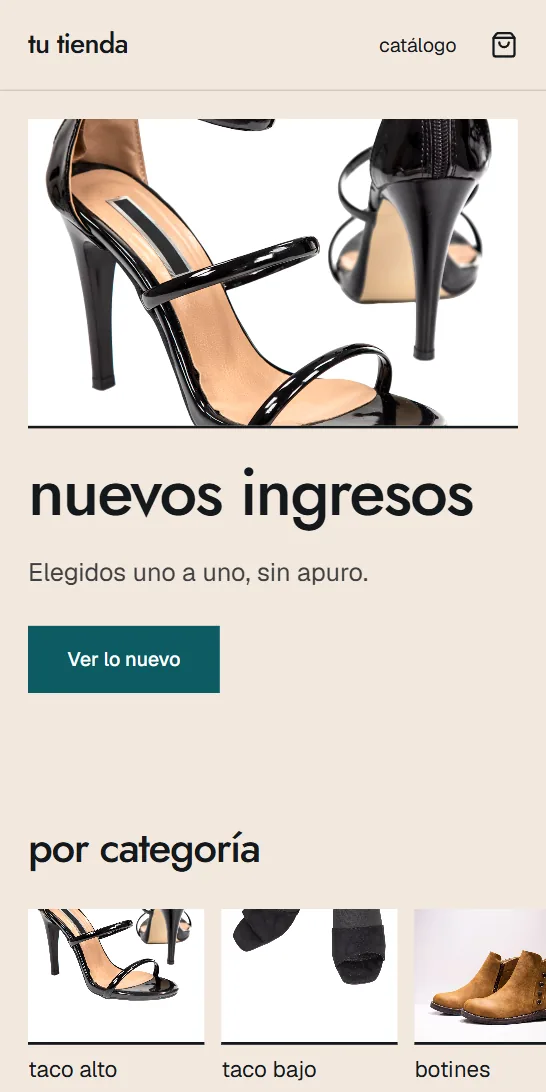 tu tienda
catálogo
nuevos ingresos
Elegidos uno a uno, sin apuro.
Ver lo nuevo
por categoría
taco alto
taco bajo
botines